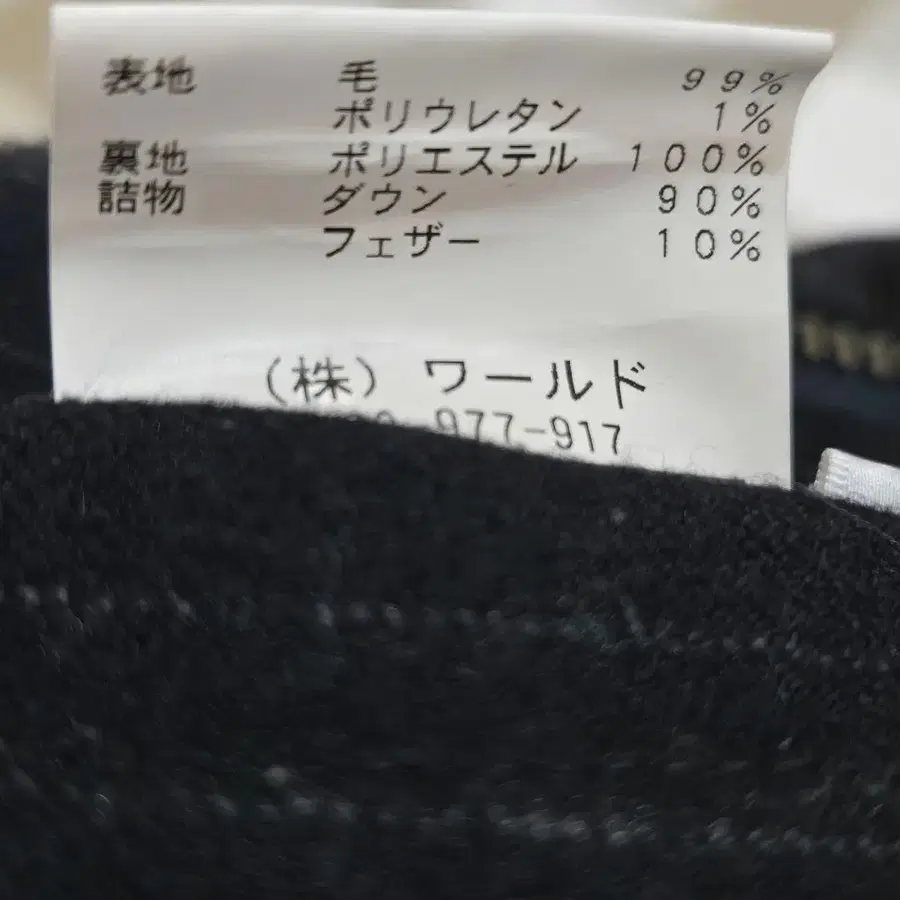 表地 毛 99%
ポリウレタン 1%
裏地 ポリエステル 100%
詰物 ダウン 90%
フェザー 10%
(株) ワールド
977-917